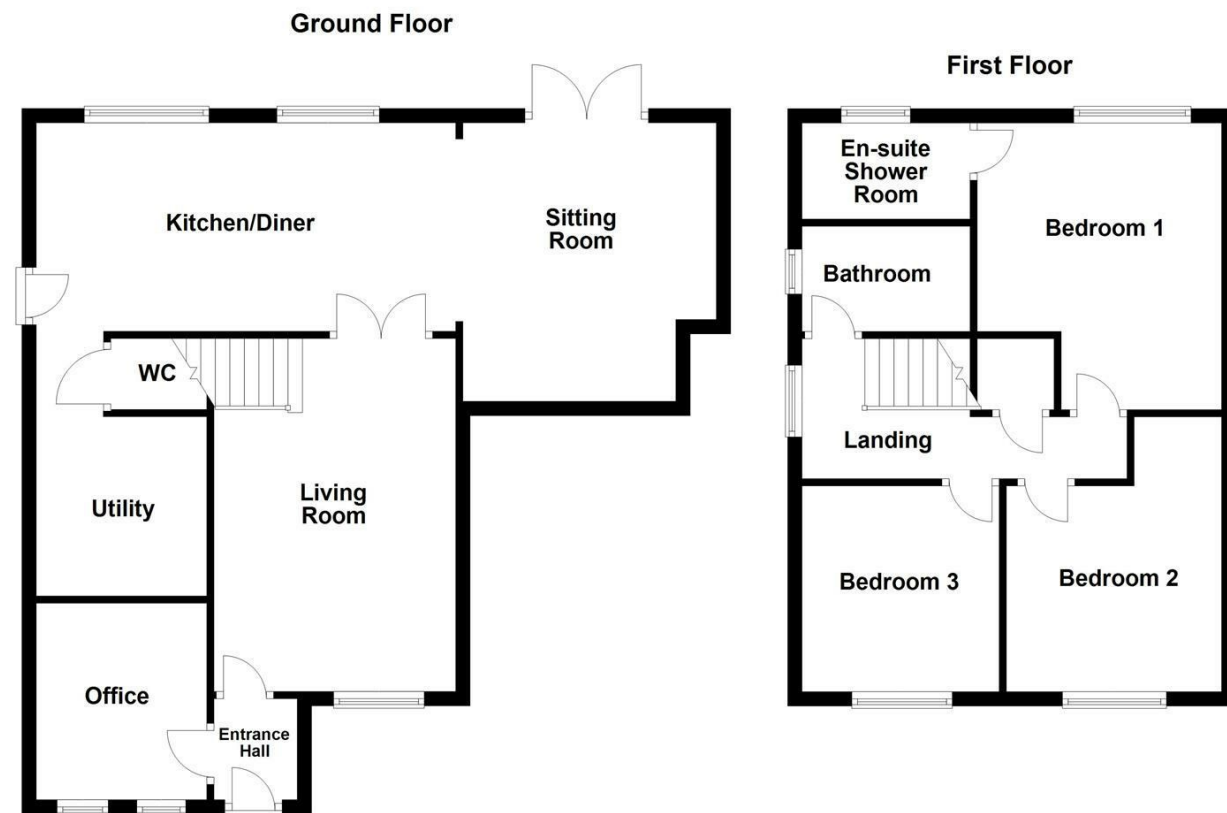 Ground Floor
Kitchen/Diner
Sitting
Room
WC
Utility
Living
Room
Office
Entrance
Hall
First Floor
En-suite
Shower
Room
Bedroom 1
Bathroom
Landing
Bedroom 3
Bedroom 2